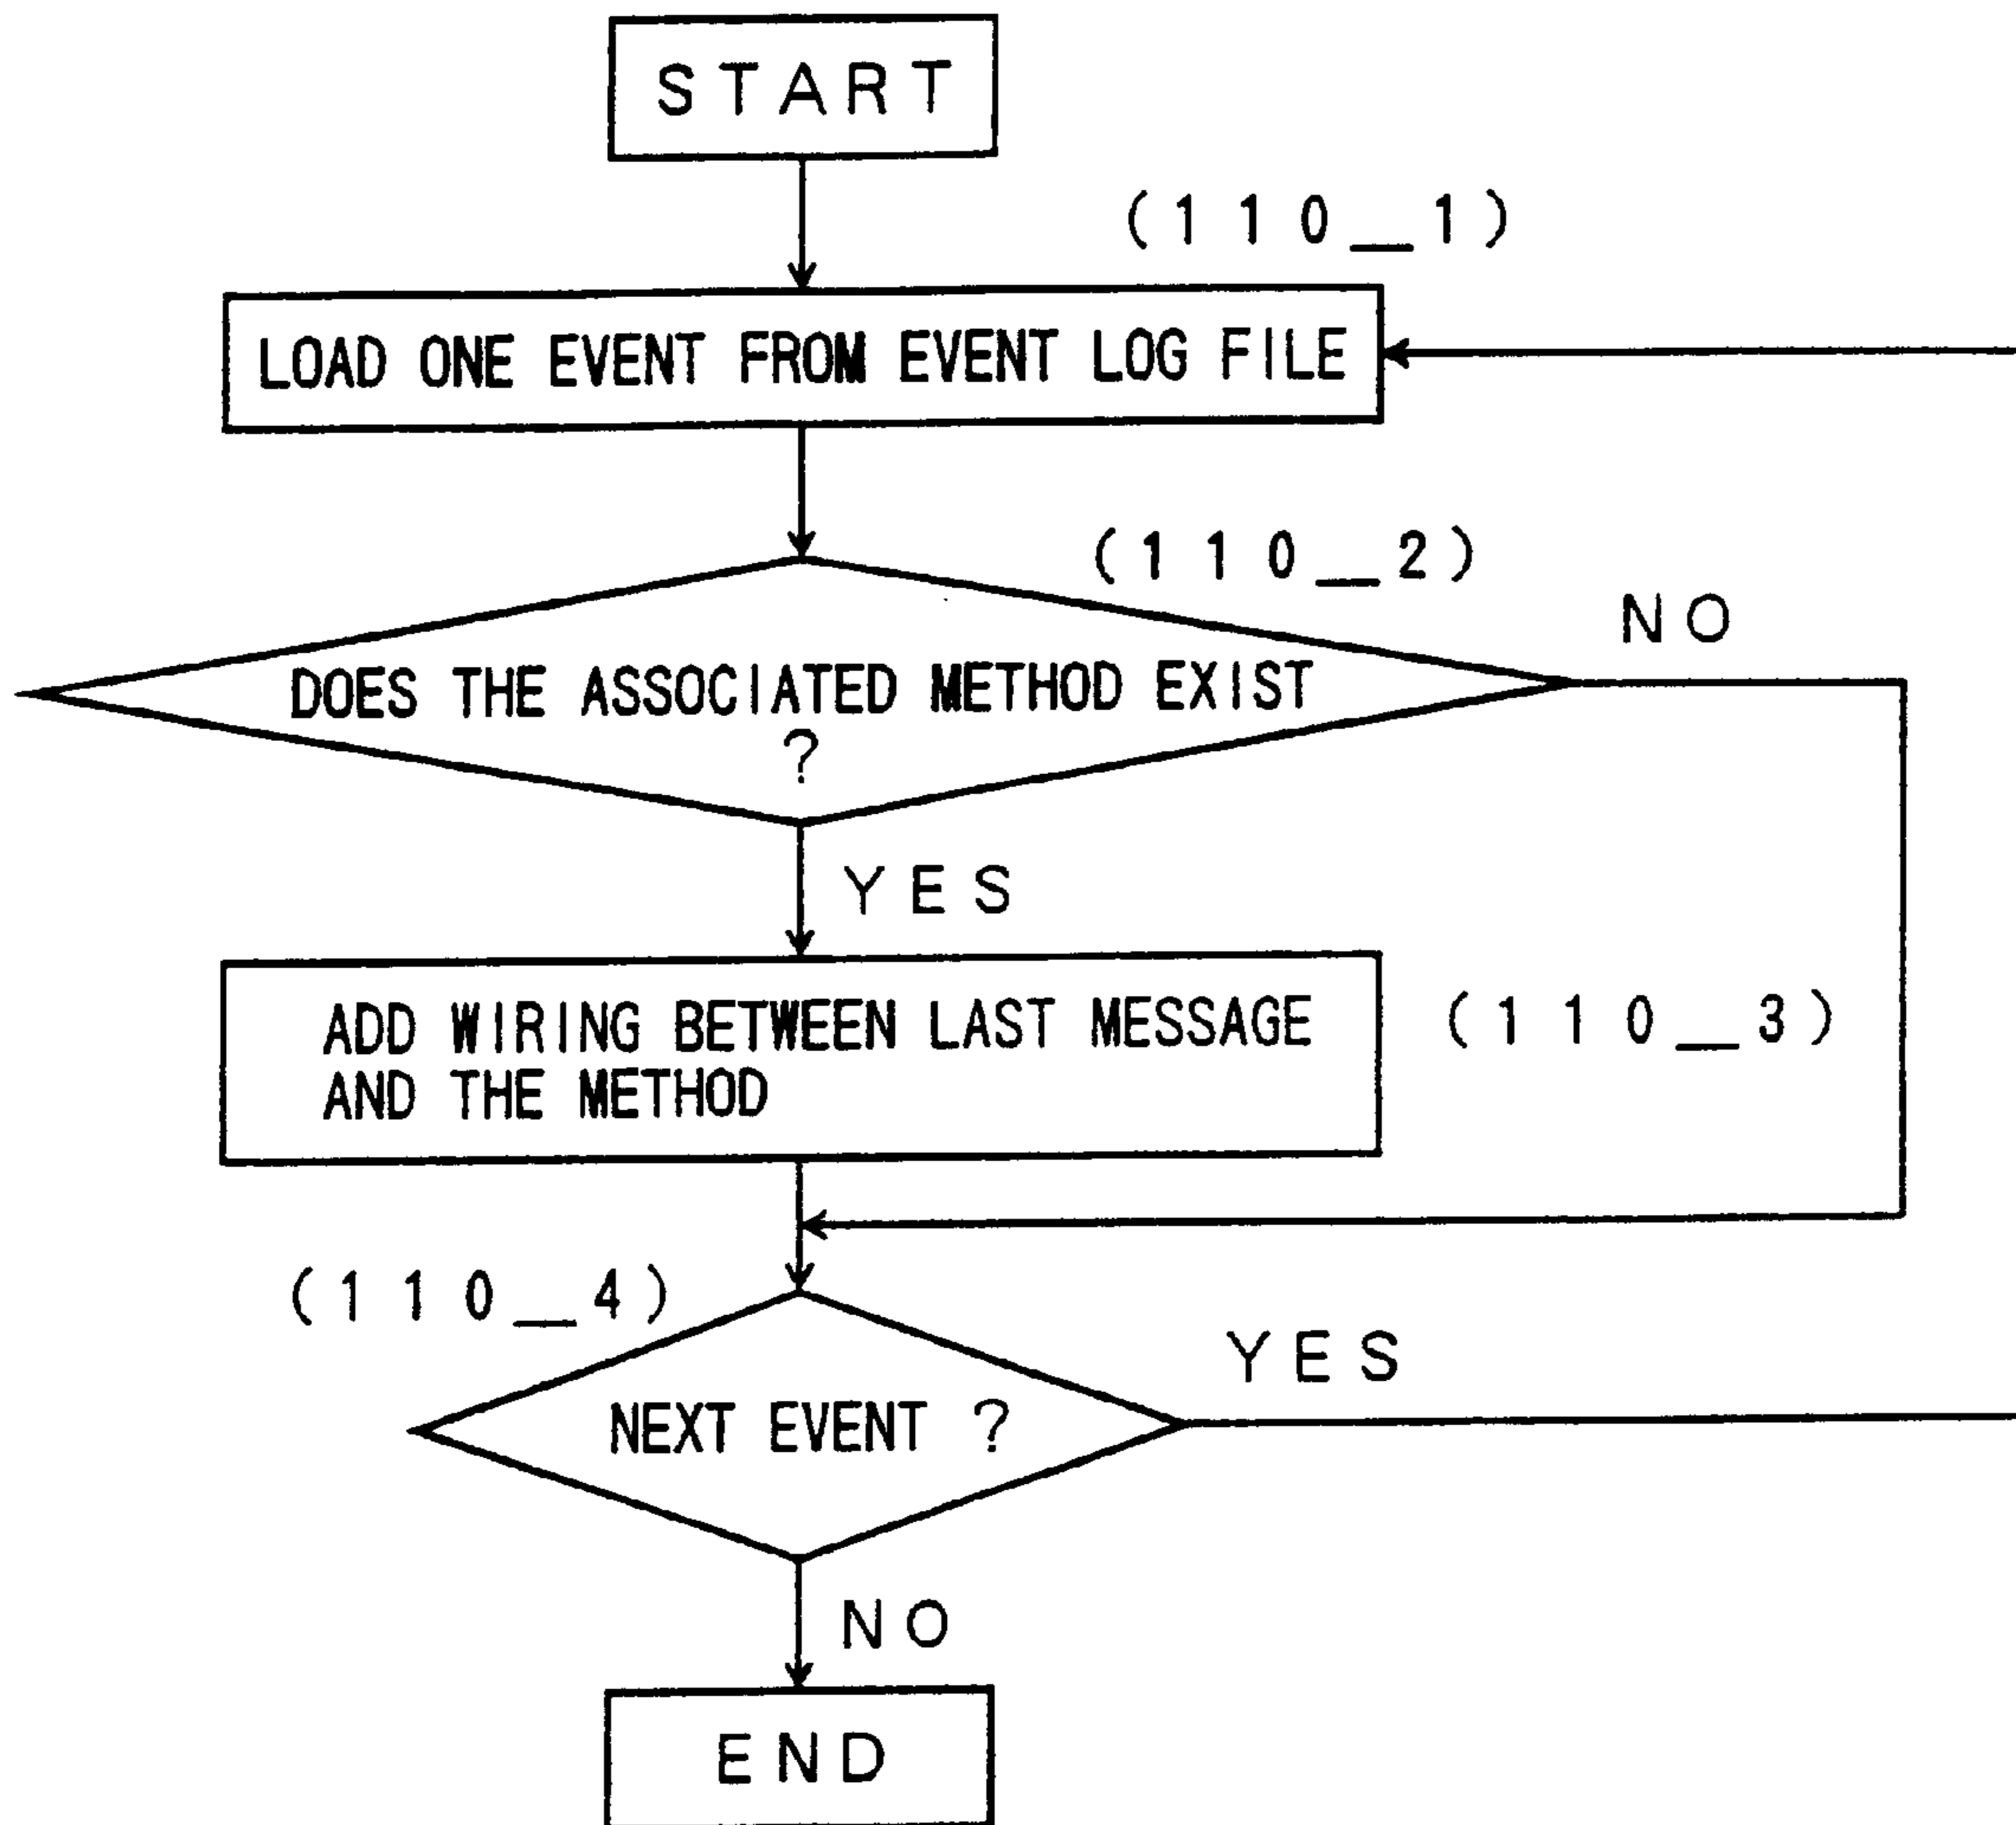 START
(110_1)
LOAD ONE EVENT FROM EVENT LOG FILE
(110_2)
NO
DOES THE ASSOCIATED METHOD EXIST
?
YES
ADD WIRING BETWEEN LAST MESSAGE
AND THE METHOD
(110_3)
(110_4)
YES
NEXT EVENT ?
NO
END